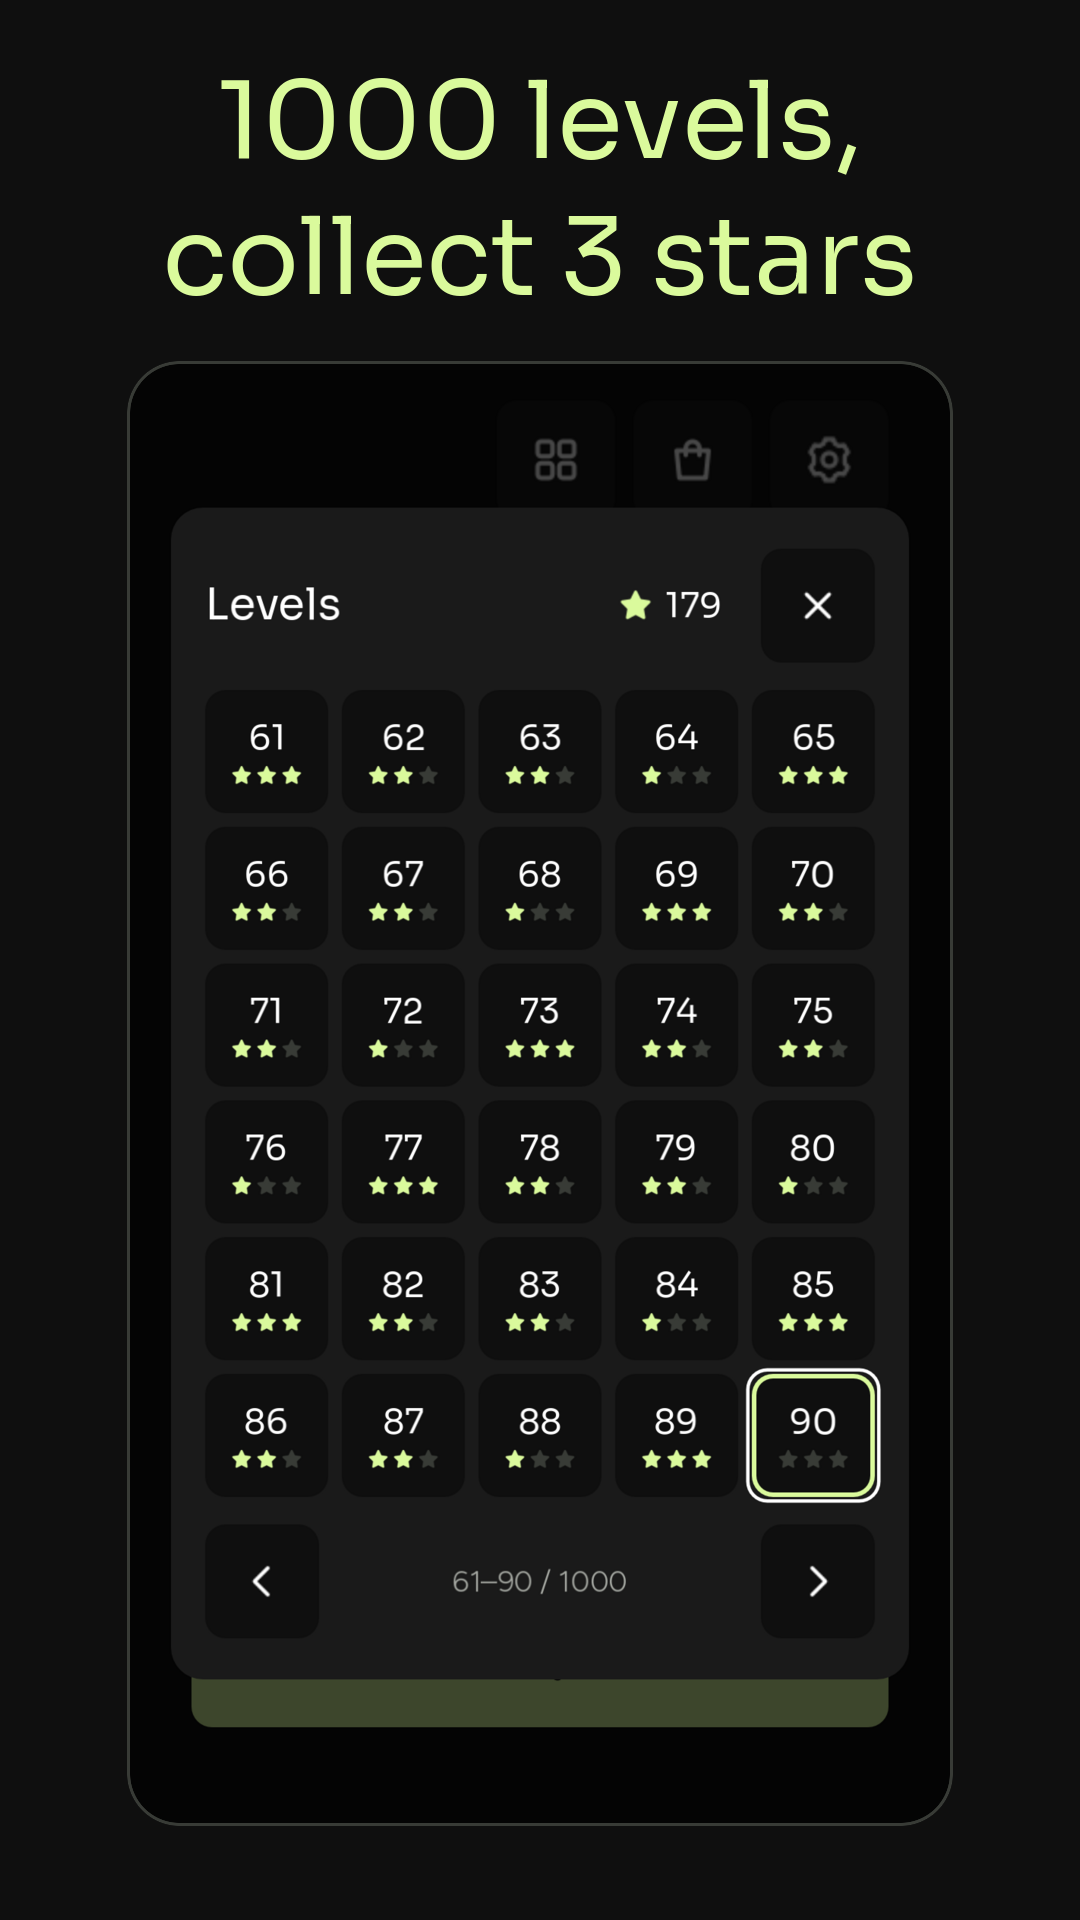 1000 levels,
collect 3 stars
Levels 179
61 62 63 64 65
66 67 68 69 70
71 72 73 74 75
76 77 78 79 80
81 82 83 84 85
86 87 88 89 90
61–90 / 1000